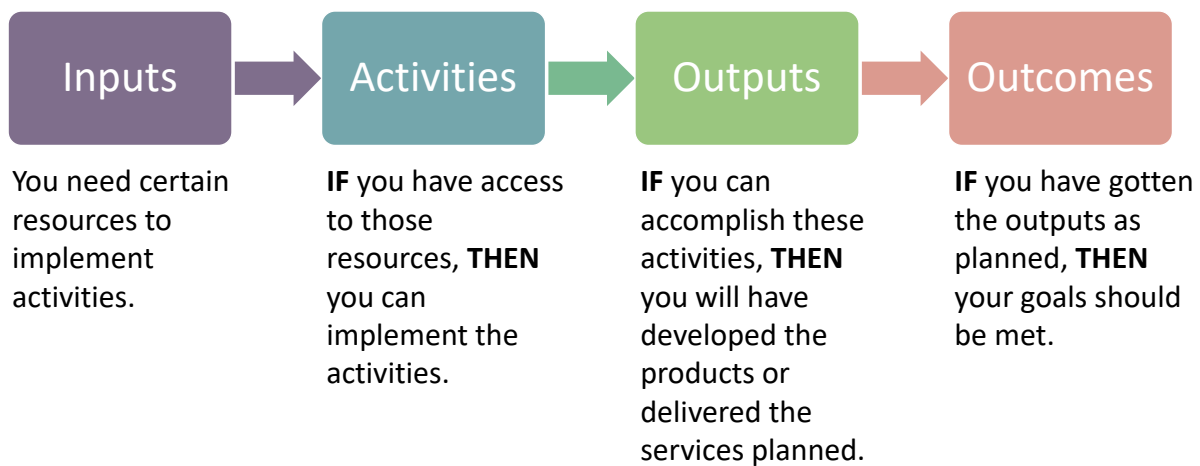 Inputs
Activities
Outputs
Outcomes
You need certain
resources to
implement
activities.
IF you have access
to those
resources, THEN
you can
implement the
activities.
IF you can
accomplish these
activities, THEN
you will have
developed the
products or
delivered the
services planned.
IF you have gotten
the outputs as
planned, THEN
your goals should
be met.